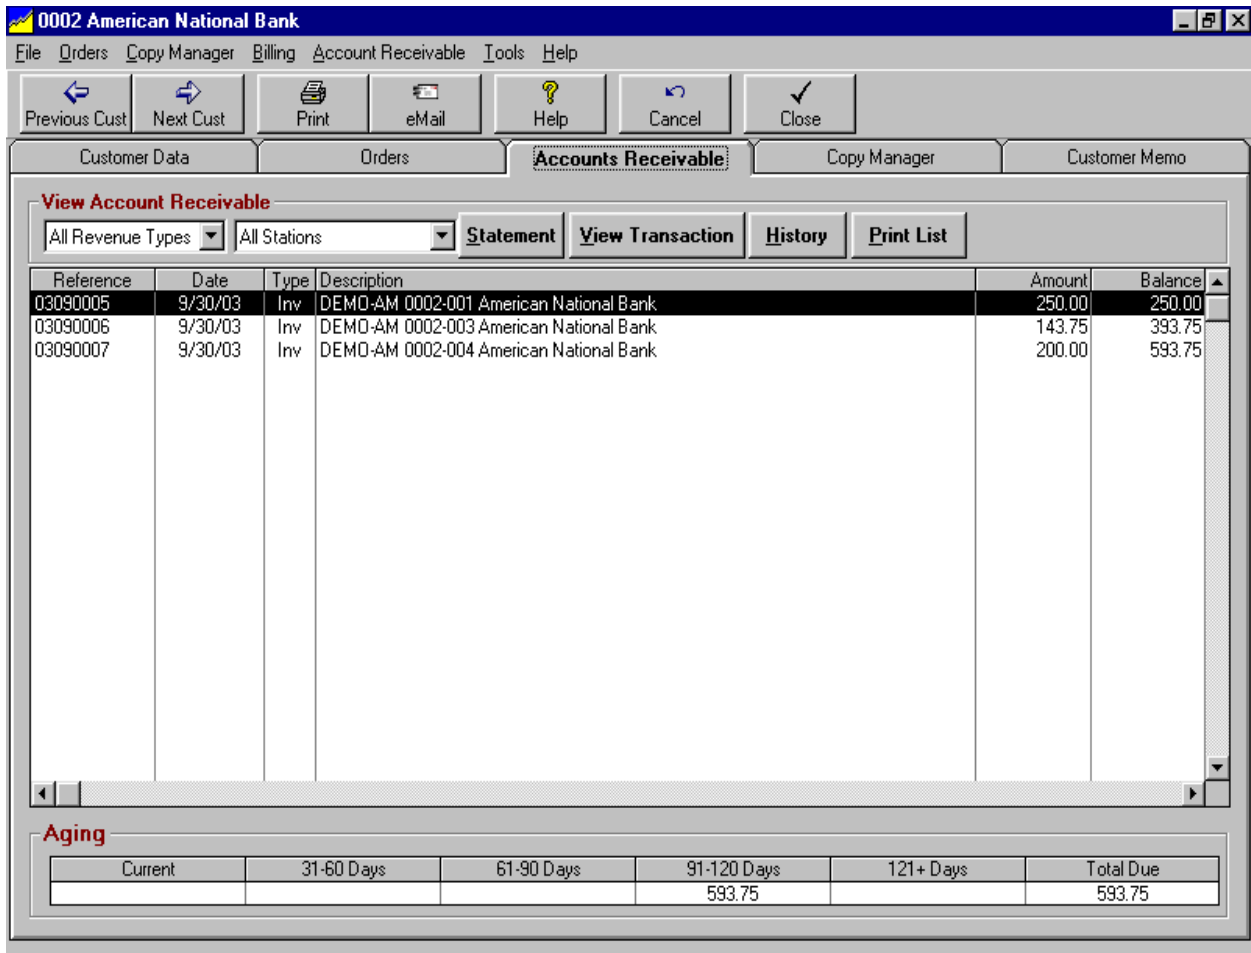 0002 American National Bank
File Orders Copy Manager Billing Account Receivable Tools Help
Previous Cust Next Cust Print eMail Help Cancel Close
Customer Data Orders Accounts Receivable Copy Manager Customer Memo
View Account Receivable
All Revenue Types All Stations Statement View Transaction History Print List
Reference Date Type Description Amount Balance
03090005 9/30/03 Inv DEMO-AM 0002-001 American National Bank 250.00 250.00
03090006 9/30/03 Inv DEMO-AM 0002-003 American National Bank 143.75 393.75
03090007 9/30/03 Inv DEMO-AM 0002-004 American National Bank 200.00 593.75
Aging
Current 31-60 Days 61-90 Days 91-120 Days 121+ Days Total Due
593.75 593.75